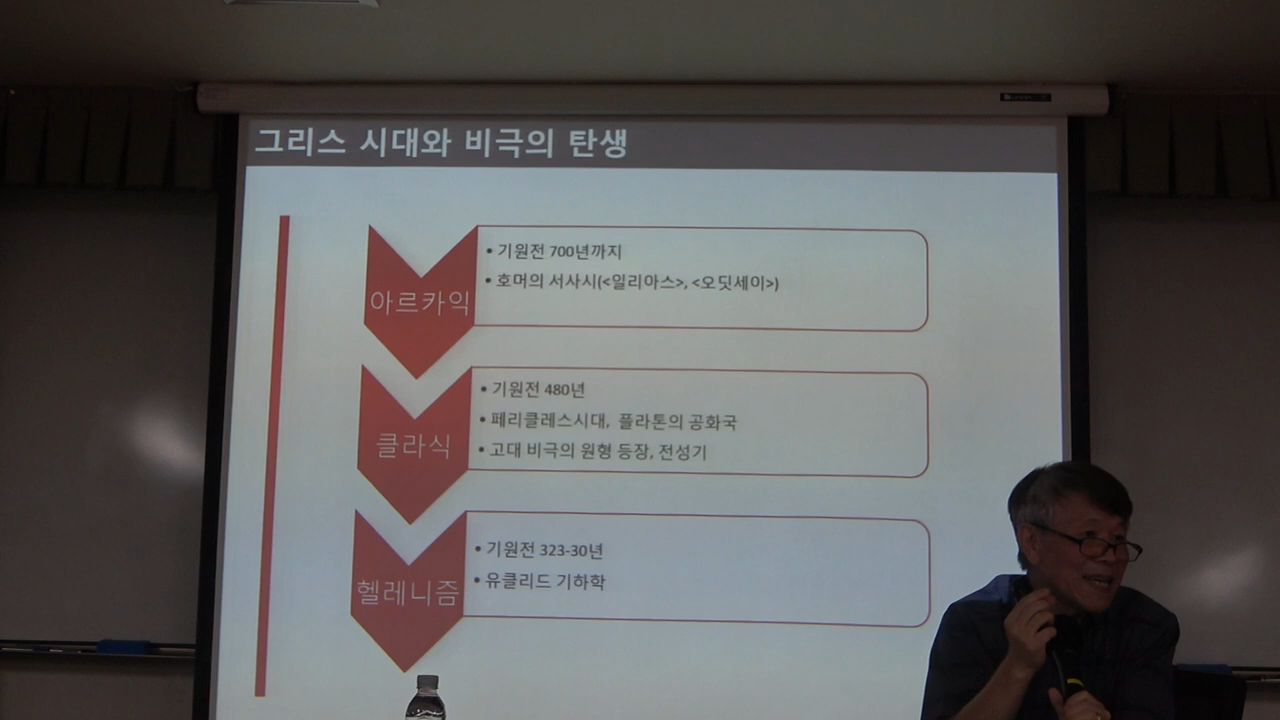 그리스 시대와 비극의 탄생
아르카익
• 기원전 700년까지
• 호머의 서사시(<일리아스>, <오딧세이>)
클라식
• 기원전 480년
• 페리클레스시대, 플라톤의 공화국
• 고대 비극의 원형 등장, 전성기
헬레니즘
• 기원전 323-30년
• 유클리드 기하학